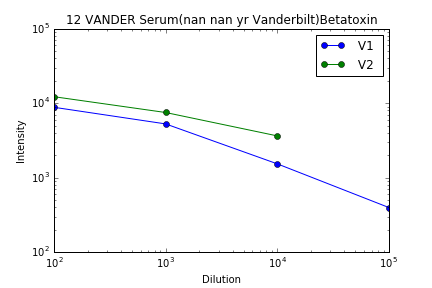 12 VANDER Serum(nan nan yr Vanderbilt)Betatoxin
10^5
V1
V2
10^4
Intensity
10^3
10^2
10^2 10^3 10^4 10^5
Dilution